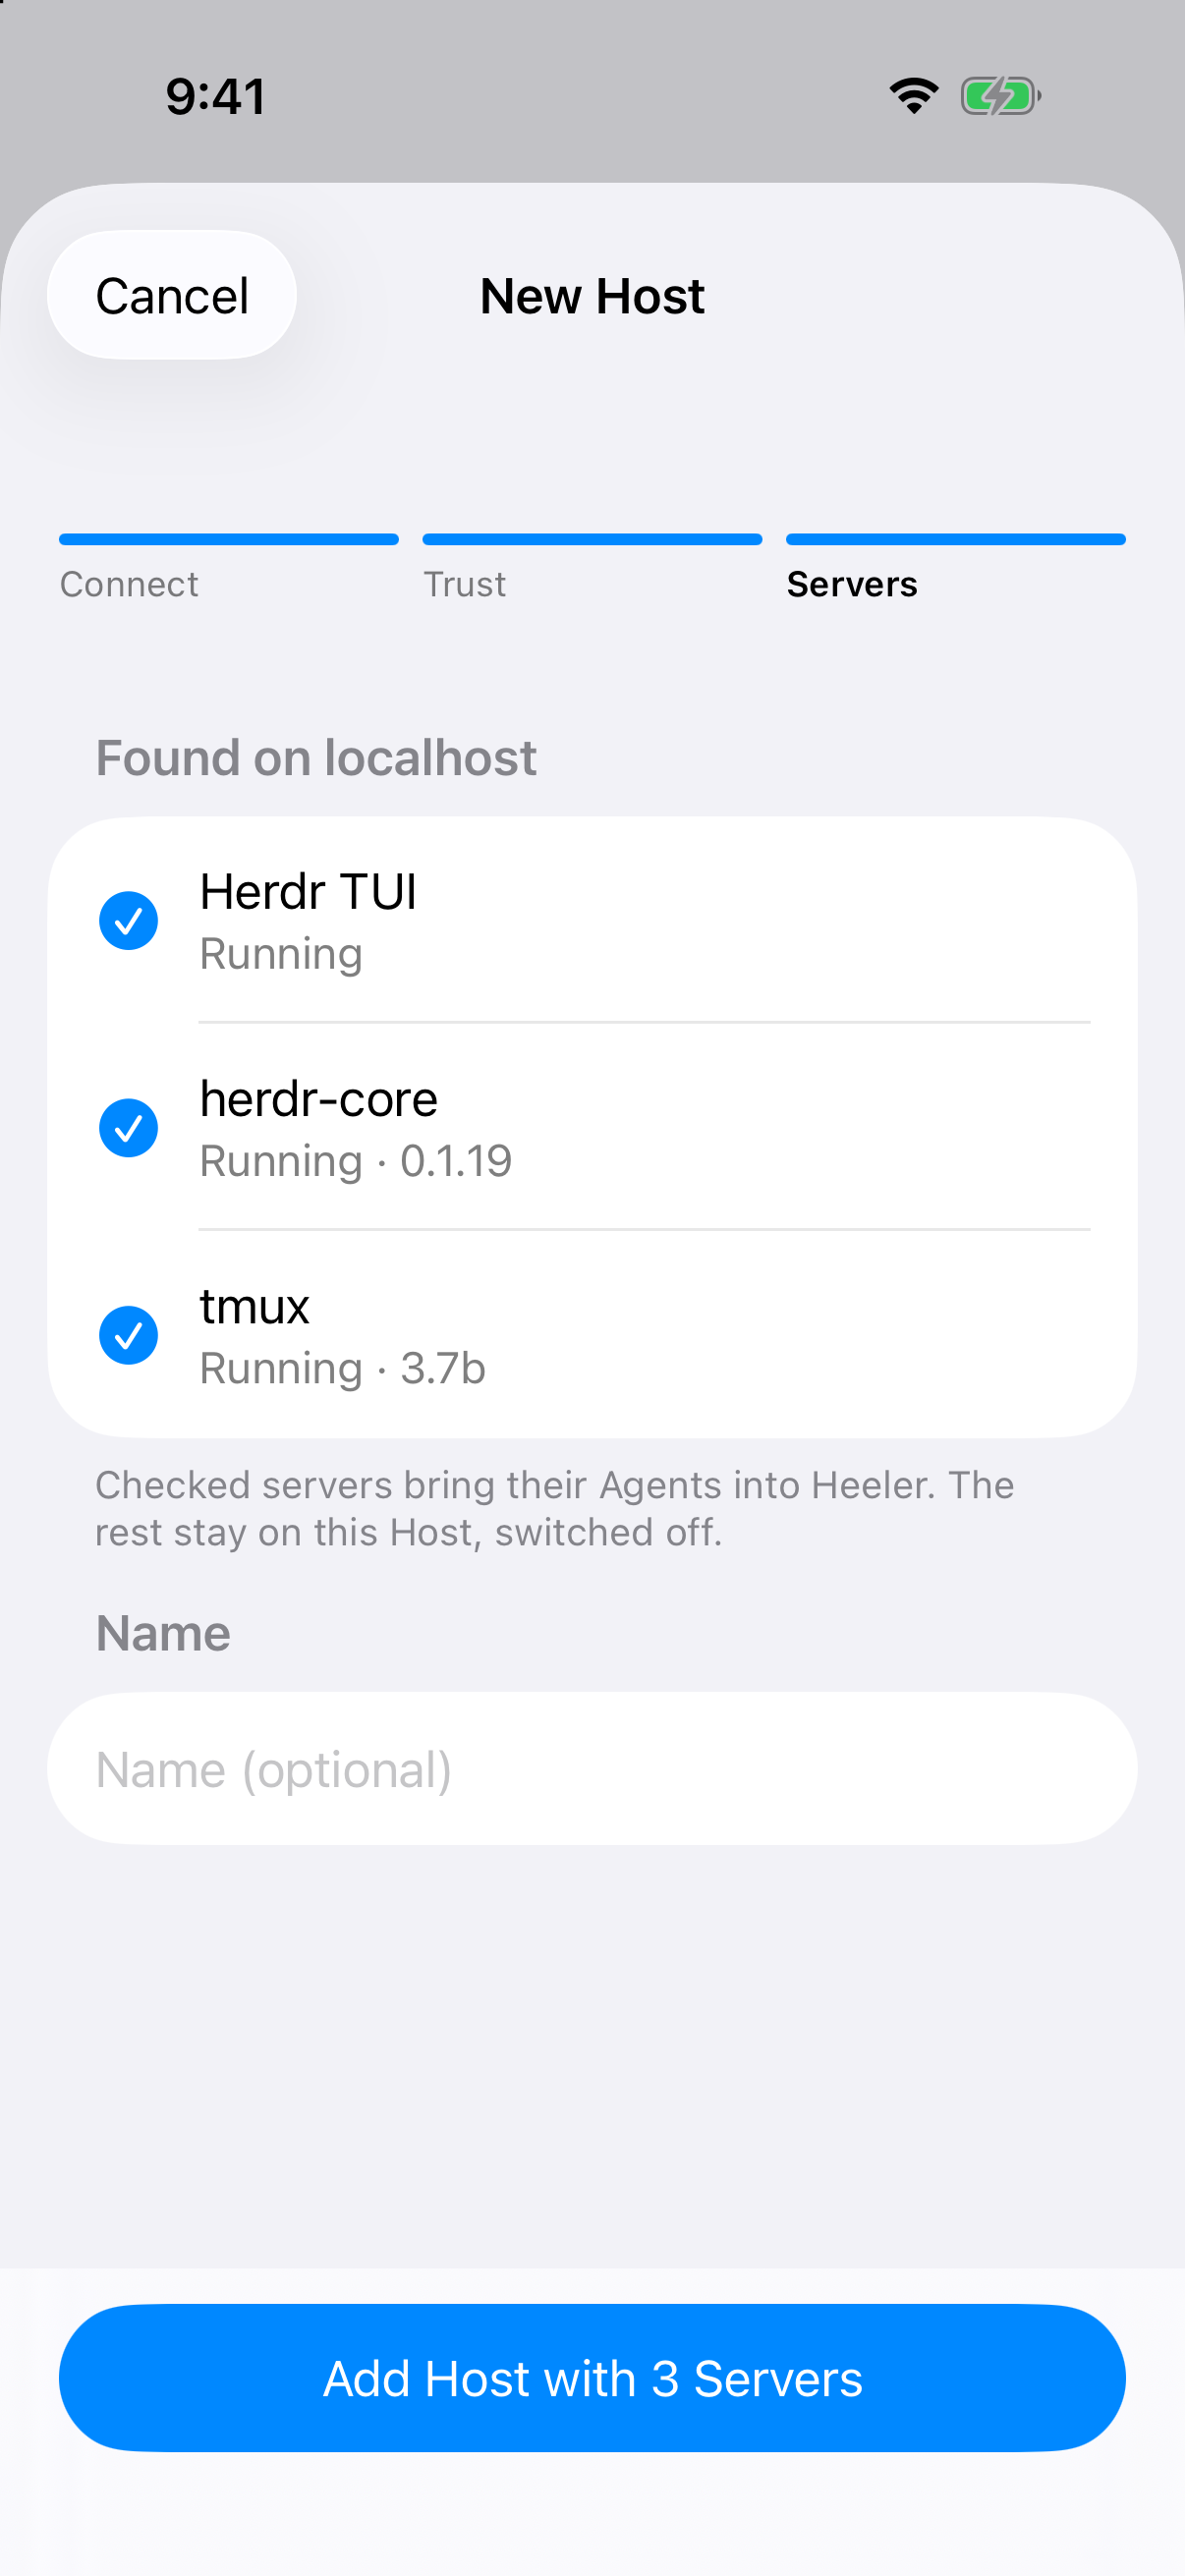 9:41
Cancel
New Host
Connect
Trust
Servers
Found on localhost
Herdr TUI
Running
herdr-core
Running · 0.1.19
tmux
Running · 3.7b
Checked servers bring their Agents into Heeler. The
rest stay on this Host, switched off.
Name
Name (optional)
Add Host with 3 Servers